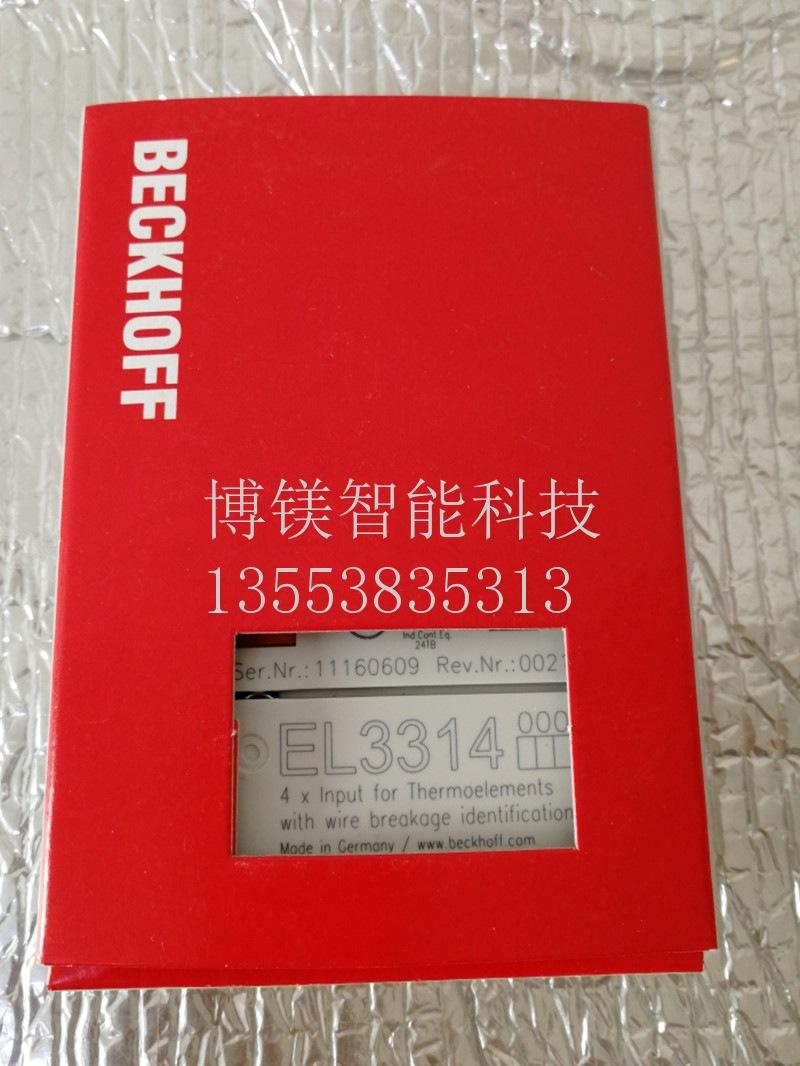 BECKHOFF
博镁智能科技
13553835313
Ind.Cont.Eq.
24TB
Ser.Nr.: 11160609 Rev.Nr.:0021
EL3314 000
4 x Input for Thermoelements
with wire breakage identification
Made in Germany / www.beckhoff.com